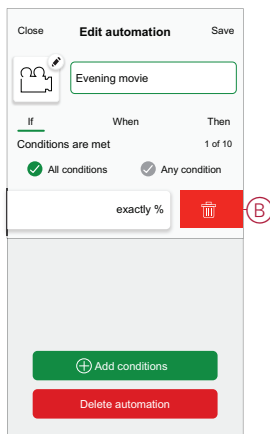 Close Edit automation Save
Evening movie
If When Then
Conditions are met 1 of 10
All conditions Any condition
exactly %
B
Add conditions
Delete automation